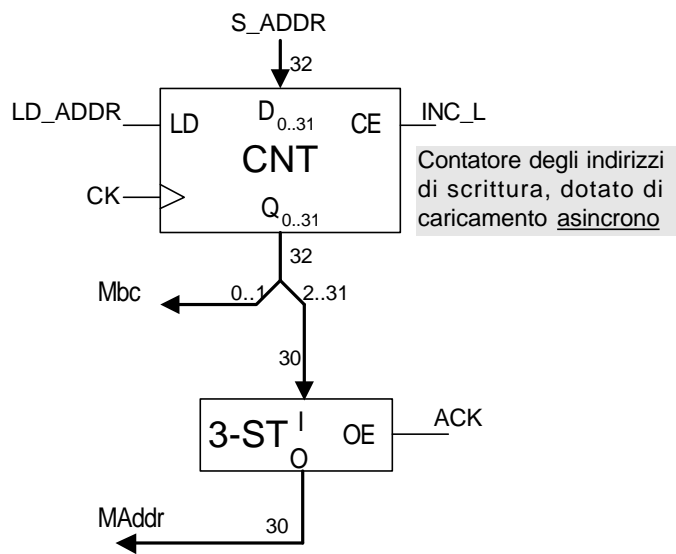 S_ADDR
32
LD_ADDR
LD
D0..31
CE
INC_L
CNT
CK
Q0..31
Contatore degli indirizzi
di scrittura, dotato di
caricamento asincrono
32
Mbc
0..1
2..31
30
3-ST
I
OE
ACK
O
MAddr
30